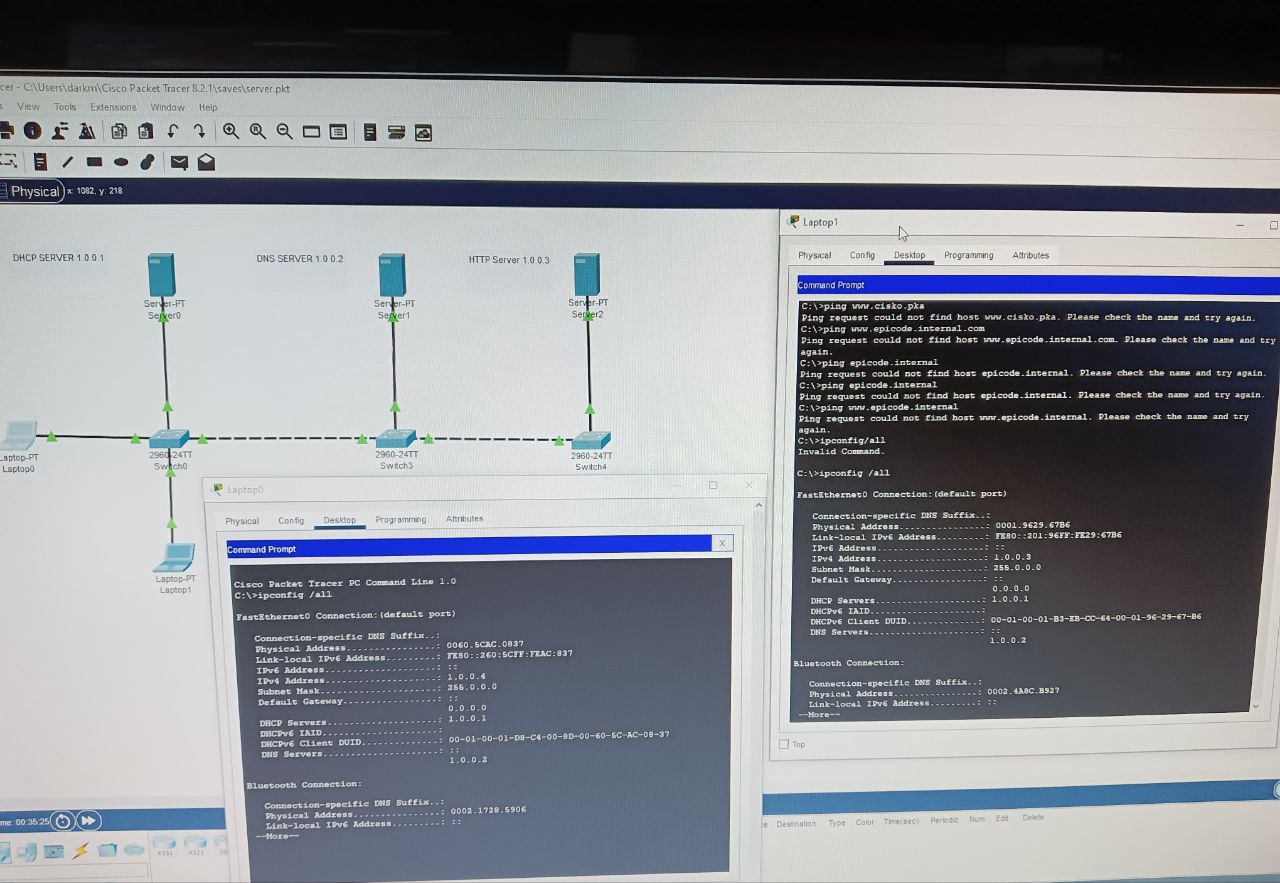 cer - C:\Users\darkm\Cisco Packet Tracer 8.2.1\saves\server.pkt
View Tools Extensions Window Help
Physical x: 1082, y: 218
DHCP SERVER 1.0.0.1
DNS SERVER 1.0.0.2
HTTP Server 1.0.0.3
Server-PT
Server0
Server-PT
Server1
Server-PT
Server2
Laptop-PT
Laptop0
2960-24TT
Switch0
2960-24TT
Switch3
2960-24TT
Switch4
Laptop-PT
Laptop1
Laptop1
Physical Config Desktop Programming Attributes
Command Prompt
C:\>ping www.cisko.pka
Ping request could not find host www.cisko.pka. Please check the name and try again.
C:\>ping www.epicode.internal.com
Ping request could not find host www.epicode.internal.com. Please check the name and try
again.
C:\>ping epicode.internal
Ping request could not find host epicode.internal. Please check the name and try again.
C:\>ping epicode.internal
Ping request could not find host epicode.internal. Please check the name and try again.
C:\>ping www.epicode.internal
Ping request could not find host www.epicode.internal. Please check the name and try
again.
C:\>ipconfig/all
Invalid Command.
C:\>ipconfig /all
FastEthernet0 Connection:(default port)
Connection-specific DNS Suffix..:
Physical Address................: 0001.9629.67B6
Link-local IPv6 Address.........: FE80::201:96FF:FE29:67B6
IPv6 Address....................: ::
IPv4 Address....................: 1.0.0.3
Subnet Mask.....................: 255.0.0.0
Default Gateway.................: ::
0.0.0.0
DHCP Servers....................: 1.0.0.1
DHCPv6 IAID.....................:
DHCPv6 Client DUID..............: 00-01-00-01-B3-EB-CC-64-00-01-96-29-67-B6
DNS Servers.....................: ::
1.0.0.2
Bluetooth Connection:
Connection-specific DNS Suffix..:
Physical Address................: 0002.4A8C.B927
Link-local IPv6 Address.........: ::
--More--
Top
Laptop0
Physical Config Desktop Programming Attributes
Command Prompt X
Cisco Packet Tracer PC Command Line 1.0
C:\>ipconfig /all
FastEthernet0 Connection:(default port)
Connection-specific DNS Suffix..:
Physical Address................: 0060.5CAC.0837
Link-local IPv6 Address.........: FE80::260:5CFF:FEAC:837
IPv6 Address....................: ::
IPv4 Address....................: 1.0.0.4
Subnet Mask.....................: 255.0.0.0
Default Gateway.................: ::
0.0.0.0
DHCP Servers....................: 1.0.0.1
DHCPv6 IAID.....................:
DHCPv6 Client DUID..............: 00-01-00-01-D8-C4-00-8D-00-60-5C-AC-08-37
DNS Servers.....................: ::
1.0.0.2
Bluetooth Connection:
Connection-specific DNS Suffix..:
Physical Address................: 0002.1728.5906
Link-local IPv6 Address.........: ::
--More--
me: 00:35:25
Destination Type Color Time(sec) Periodic Num Edit Delete
4331 4321